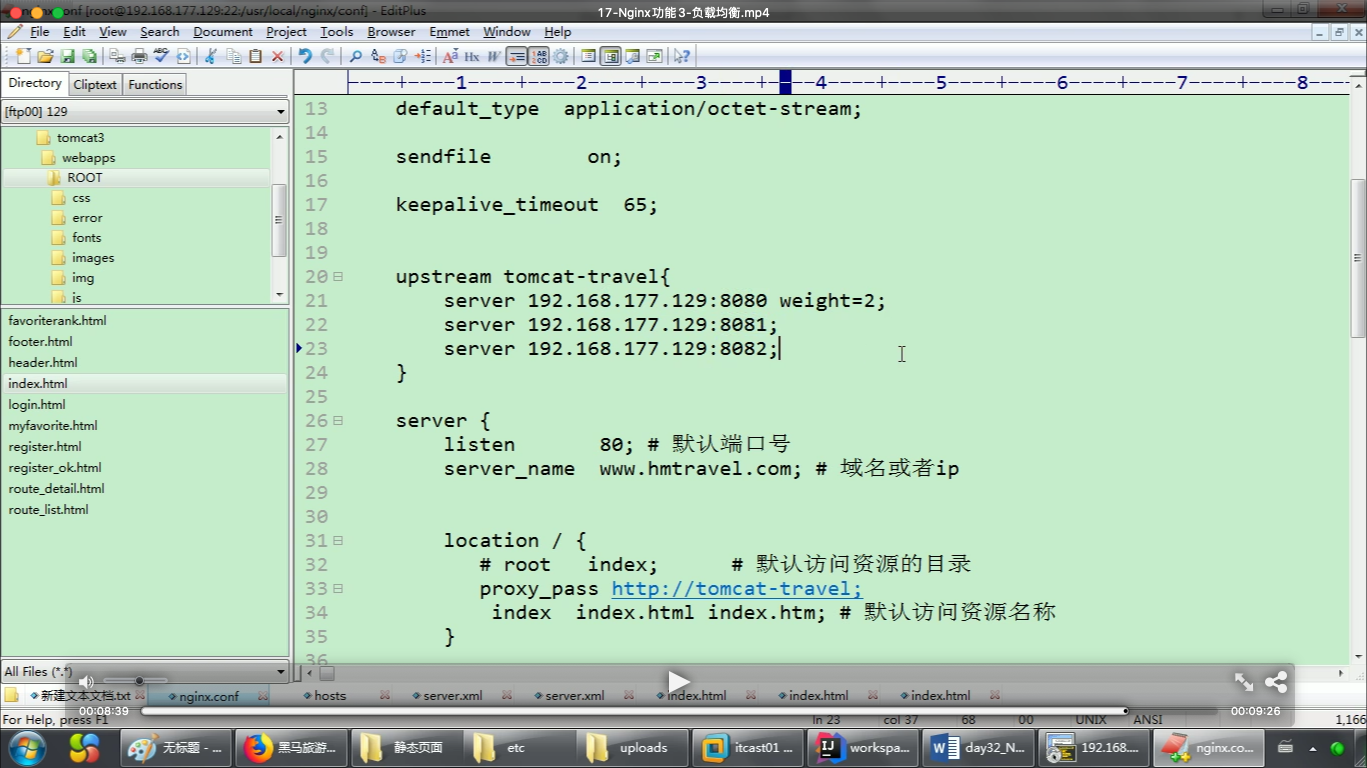 nginx.conf [root@192.168.177.129:22:/usr/local/nginx/conf] - EditPlus
17-Nginx功能3-负载均衡.mp4
File Edit View Search Document Project Tools Browser Emmet Window Help
Directory Cliptext Functions
[ftp00] 129
tomcat3
webapps
ROOT
css
error
fonts
images
img
js
favoriterank.html
footer.html
header.html
index.html
login.html
myfavorite.html
register.html
register_ok.html
route_detail.html
route_list.html
All Files (*.*)
----+----1----+----2----+----3----+----4----+----5----+----6----+----7----+----8----
13 default_type application/octet-stream;
14
15 sendfile on;
16
17 keepalive_timeout 65;
18
19
20 upstream tomcat-travel{
21 server 192.168.177.129:8080 weight=2;
22 server 192.168.177.129:8081;
23 server 192.168.177.129:8082;
24 }
25
26 server {
27 listen 80; # 默认端口号
28 server_name www.hmtravel.com; # 域名或者ip
29
30
31 location / {
32 # root index; # 默认访问资源的目录
33 proxy_pass http://tomcat-travel;
34 index index.html index.htm; # 默认访问资源名称
35 }
36
新建文本文档.txt nginx.conf hosts server.xml server.xml index.html index.html index.html
00:08:39 00:09:26
For Help, press F1 ln 23 col 37 68 00 UNIX ANSI 1,166
无标题 - ... 黑马旅游... 静态页面 etc uploads itcast01 ... workspa... day32_N... 192.168.... nginx.co...